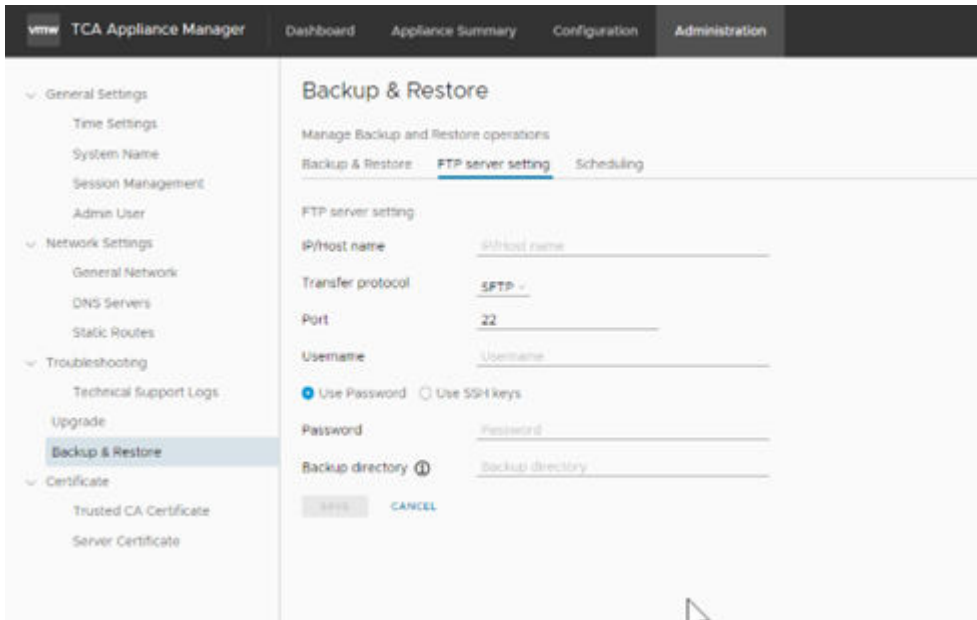 vmw TCA Appliance Manager Dashboard Appliance Summary Configuration Administration
General Settings
Time Settings
System Name
Session Management
Admin User
Network Settings
General Network
DNS Servers
Static Routes
Troubleshooting
Technical Support Logs
Upgrade
Backup & Restore
Certificate
Trusted CA Certificate
Server Certificate
Backup & Restore
Manage Backup and Restore operations
Backup & Restore FTP server setting Scheduling
FTP server setting
IP/Host name IP/Host name
Transfer protocol SFTP
Port 22
Username Username
Use Password Use SSH keys
Password Password
Backup directory Backup directory
SAVE CANCEL